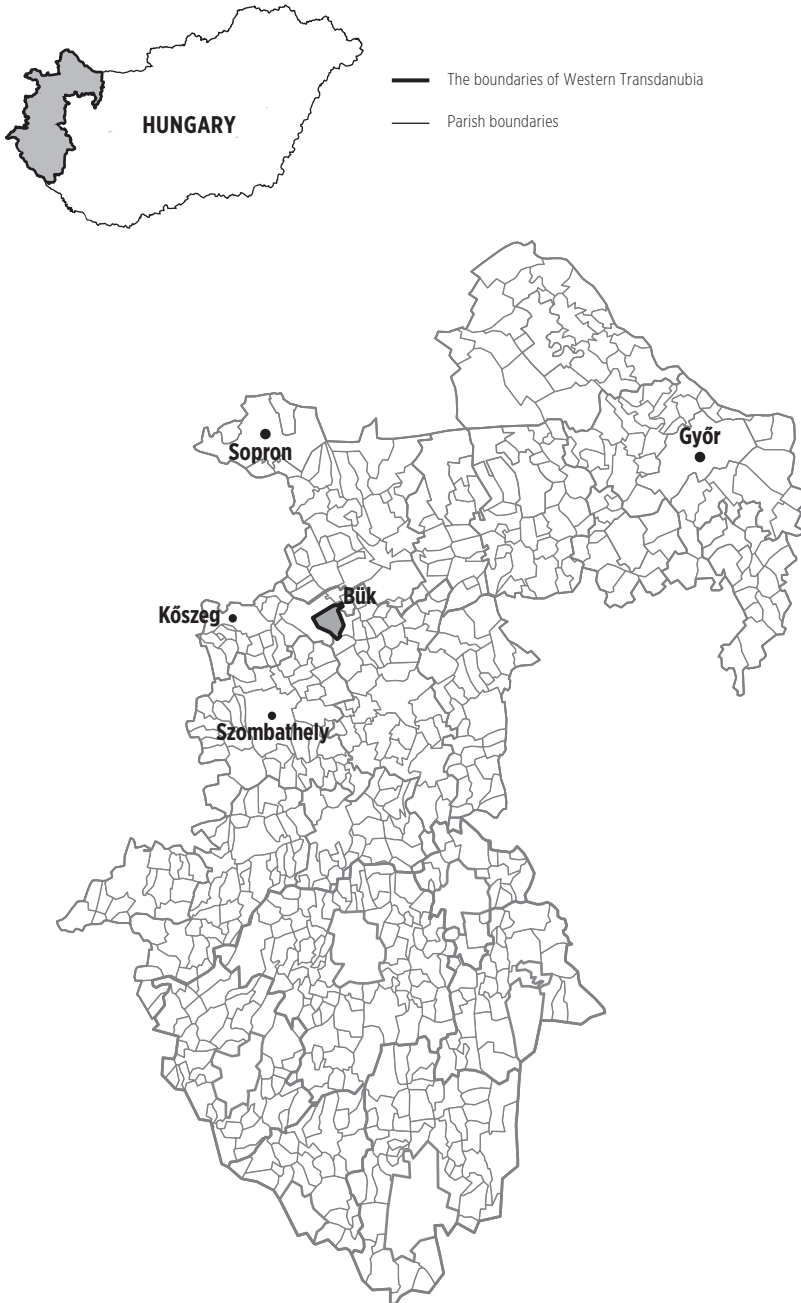 The boundaries of Western Transdanubia
HUNGARY
Parish boundaries
Győr
Sopron
Bük
Kőszeg
Szombathely